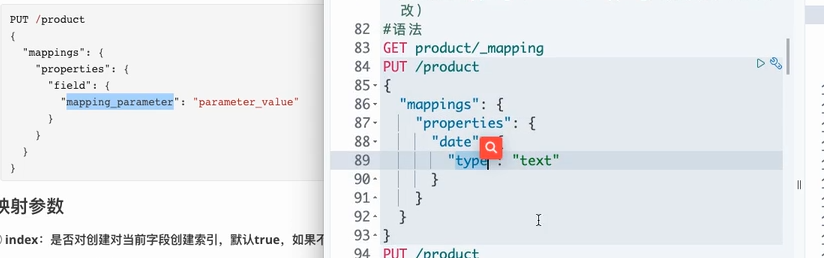 PUT /product
{
"mappings": {
"properties": {
"field": {
"mapping_parameter": "parameter_value"
}
}
}
}
映射参数
index：是否对创建对当前字段创建索引，默认true，如果不
改）
82 #语法
83 GET product/_mapping
84 PUT /product
85 {
86 "mappings": {
87 "properties": {
88 "date" {
89 "type": "text"
90 }
91 }
92 }
93 }
94 PUT /product